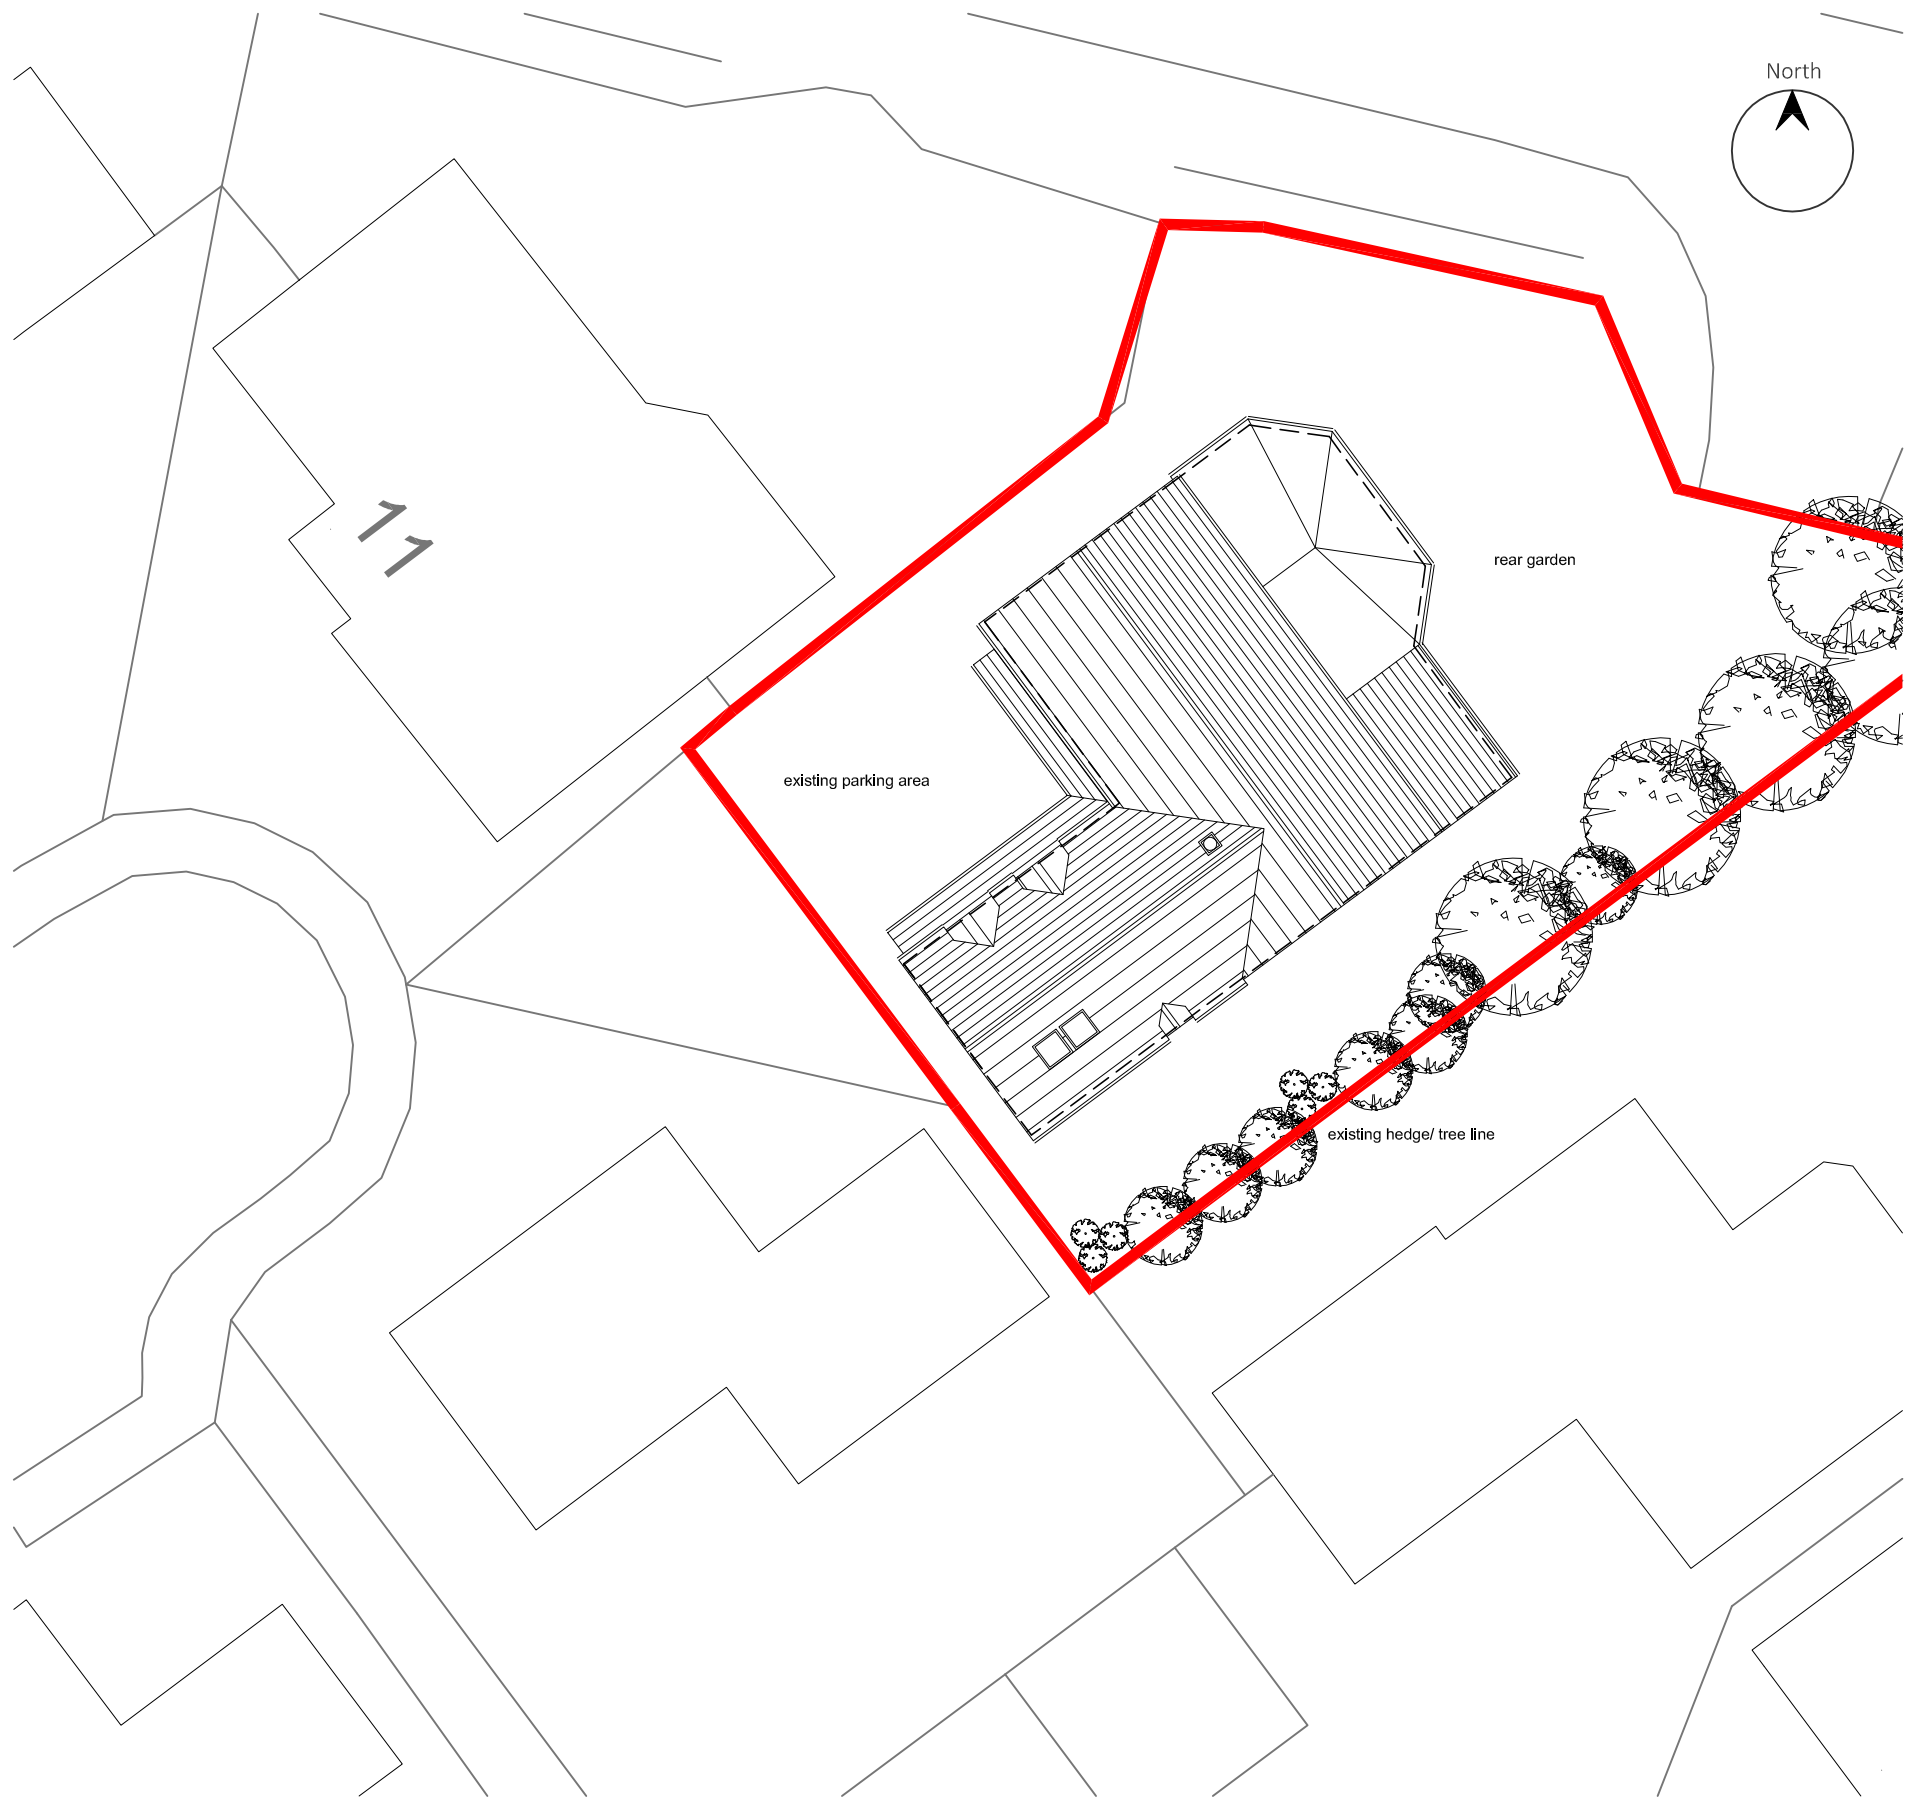 North
11
rear garden
existing parking area
existing hedge/ tree line